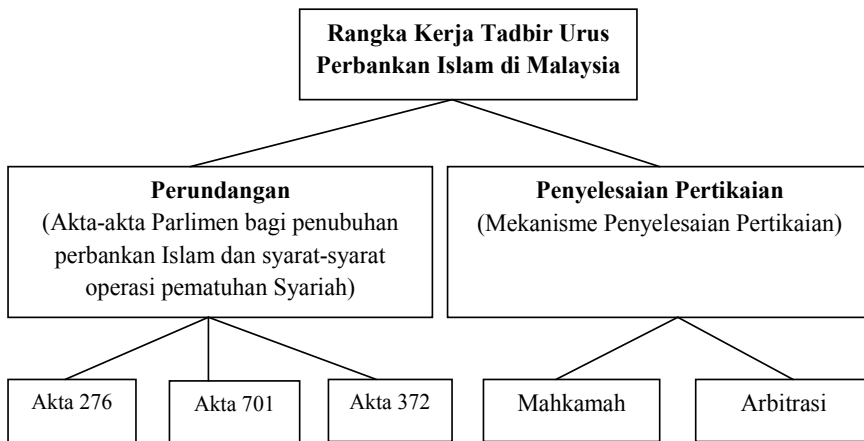 Rangka Kerja Tadbir Urus
Perbankan Islam di Malaysia
Perundangan
(Akta-akta Parlimen bagi penubuhan
perbankan Islam dan syarat-syarat
operasi pematuhan Syariah)
Penyelesaian Pertikaian
(Mekanisme Penyelesaian Pertikaian)
Akta 276
Akta 701
Akta 372
Mahkamah
Arbitrasi